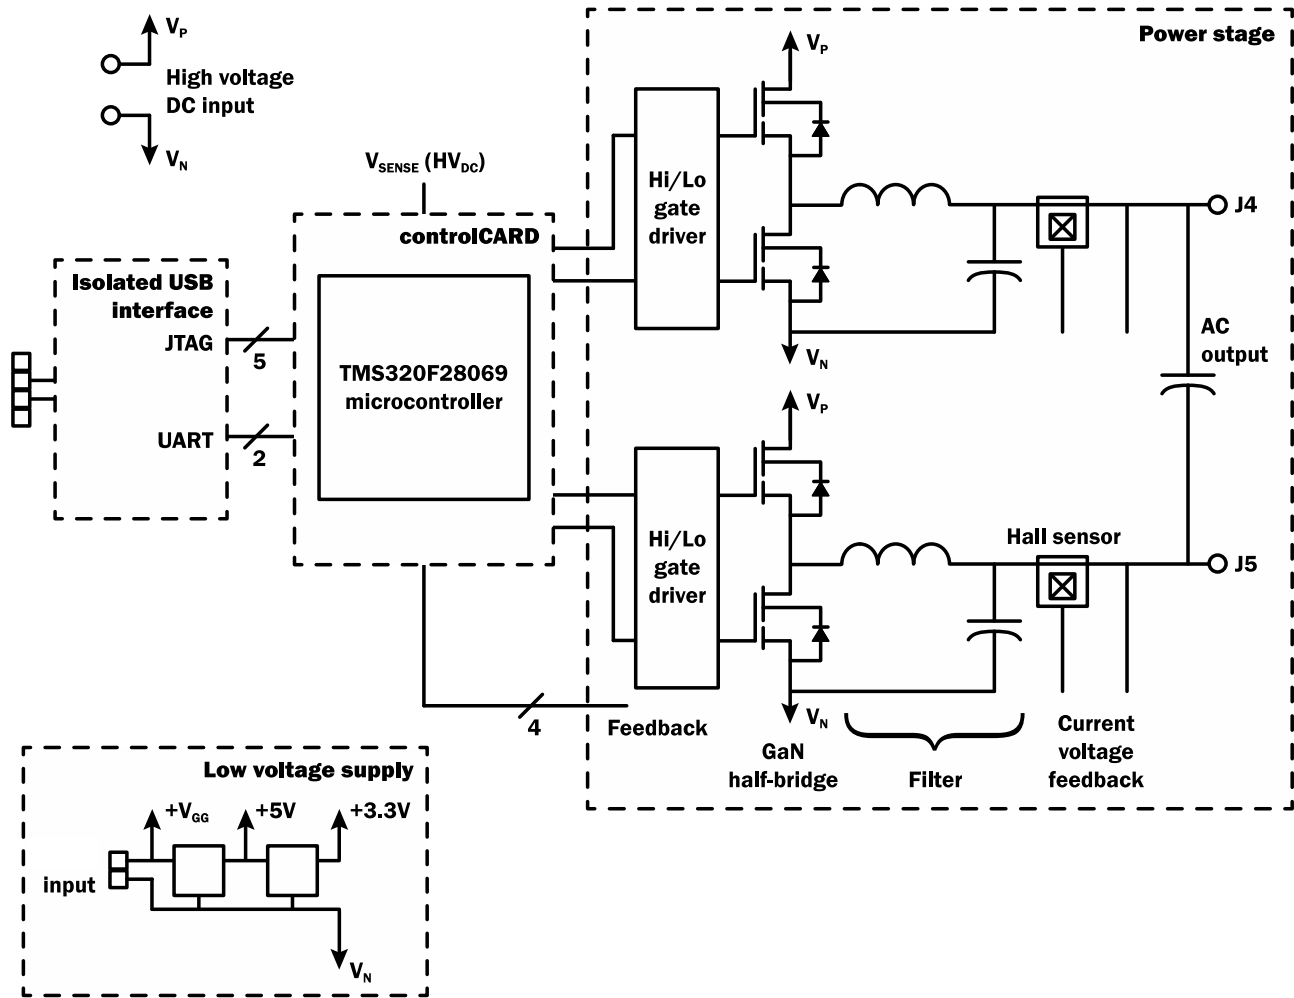 V_P
High voltage
DC input
V_N
V_SENSE (HV_DC)
controlCARD
Isolated USB
interface
JTAG
5
UART
2
TMS320F28069
microcontroller
Power stage
V_P
Hi/Lo
gate
driver
V_N
J4
AC
output
V_P
Hi/Lo
gate
driver
V_N
Hall sensor
J5
4
Feedback
GaN
half-bridge
Filter
Current
voltage
feedback
Low voltage supply
+V_GG
+5V
+3.3V
input
V_N